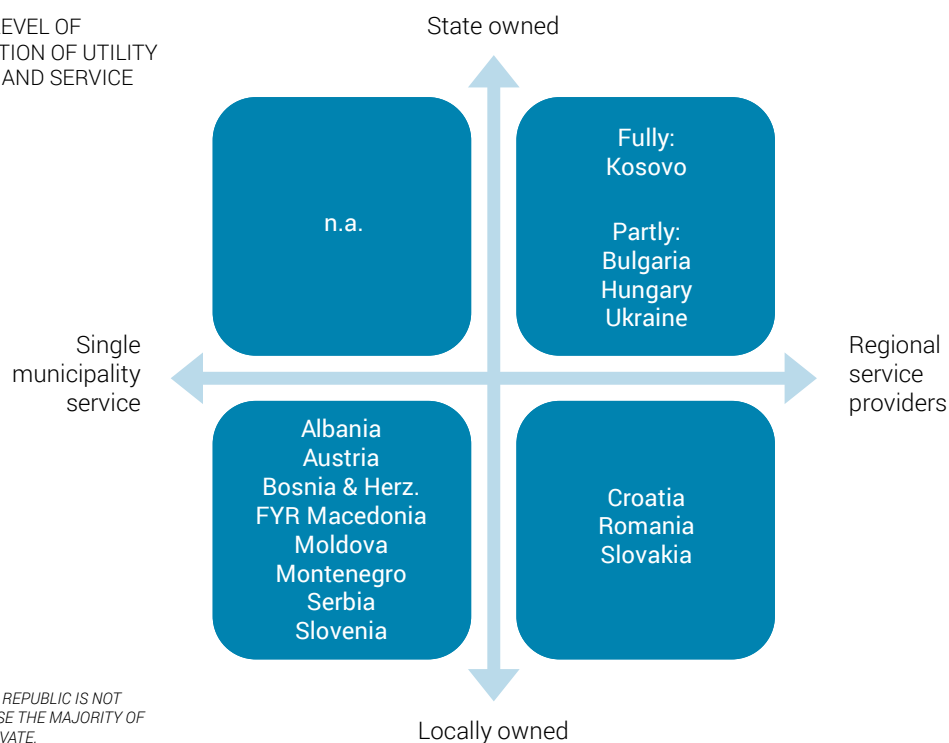 EVEL OF
TION OF UTILITY
AND SERVICE
State owned
n.a.
Fully:
Kosovo
Partly:
Bulgaria
Hungary
Ukraine
Single
municipality
service
Regional
service
providers
Albania
Austria
Bosnia & Herz.
FYR Macedonia
Moldova
Montenegro
Serbia
Slovenia
Croatia
Romania
Slovakia
REPUBLIC IS NOT
SE THE MAJORITY OF
VATE.
Locally owned